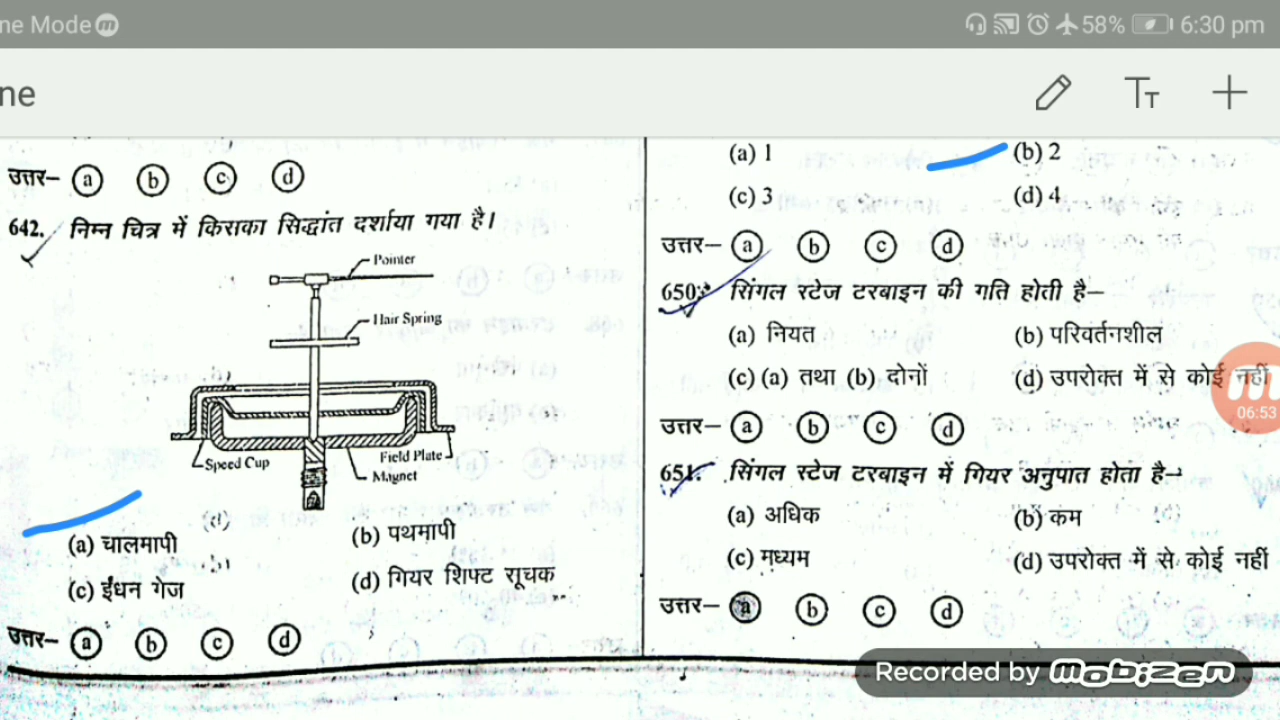 ne Mode
58% 6:30 pm
ne
उत्तर– a b c d
642. निम्न चित्र में किसका सिद्धांत दर्शाया गया है।
Pointer
Hair Spring
Speed Cup
Field Plate
Magnet
(a) चालमापी
(b) पथमापी
(c) ईंधन गेज
(d) गियर शिफ्ट सूचक
उत्तर– a b c d
(a) 1
(b) 2
(c) 3
(d) 4
उत्तर– a b c d
650. सिंगल स्टेज टरबाइन की गति होती है–
(a) नियत
(b) परिवर्तनशील
(c) (a) तथा (b) दोनों
(d) उपरोक्त में से कोई नहीं
06:53
उत्तर– a b c d
651. सिंगल स्टेज टरबाइन में गियर अनुपात होता है–
(a) अधिक
(b) कम
(c) मध्यम
(d) उपरोक्त में से कोई नहीं
उत्तर– a b c d
Recorded by mobizen